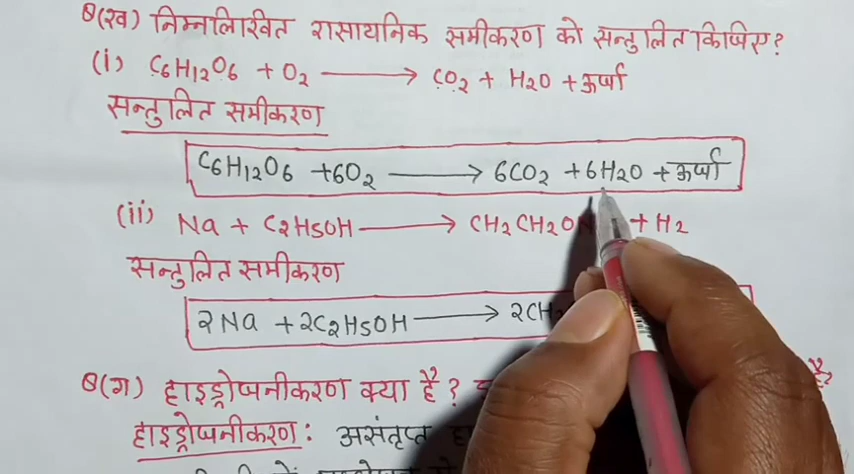 8(ख) निम्नलिखित रासायनिक समीकरण को सन्तुलित किजिए?
(i) C6H12O6 + O2 ⟶ CO2 + H2O + ऊर्जा
सन्तुलित समीकरण
C6H12O6 + 6O2 ⟶ 6CO2 + 6H2O + ऊर्जा
(ii) Na + C2H5OH ⟶ CH2CH2O + H2
सन्तुलित समीकरण
2Na + 2C2H5OH ⟶ 2CH
8(ग) हाइड्रोजनीकरण क्या है?
हाइड्रोजनीकरण: असंतृप्त